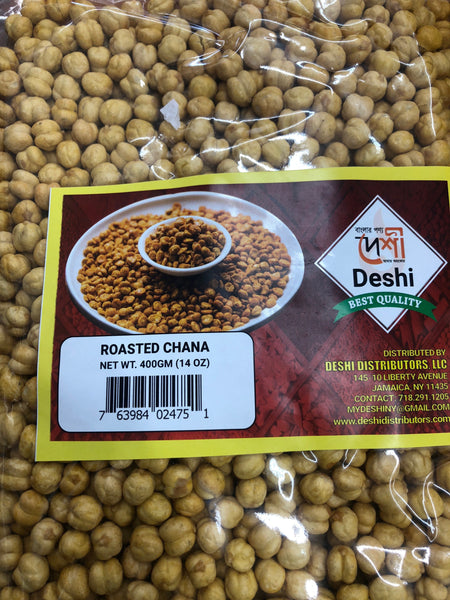 বাংলার পণ্য
দেশী
Deshi
BEST QUALITY
ROASTED CHANA
NET WT. 400GM (14 OZ)
7 63984 02475 1
DISTRIBUTED BY
DESHI DISTRIBUTORS, LLC
145-10 LIBERTY AVENUE
JAMAICA, NY 11435
CONTACT: 718.291.1205
MYDESHINY@GMAIL.COM
www.deshidistributors.com